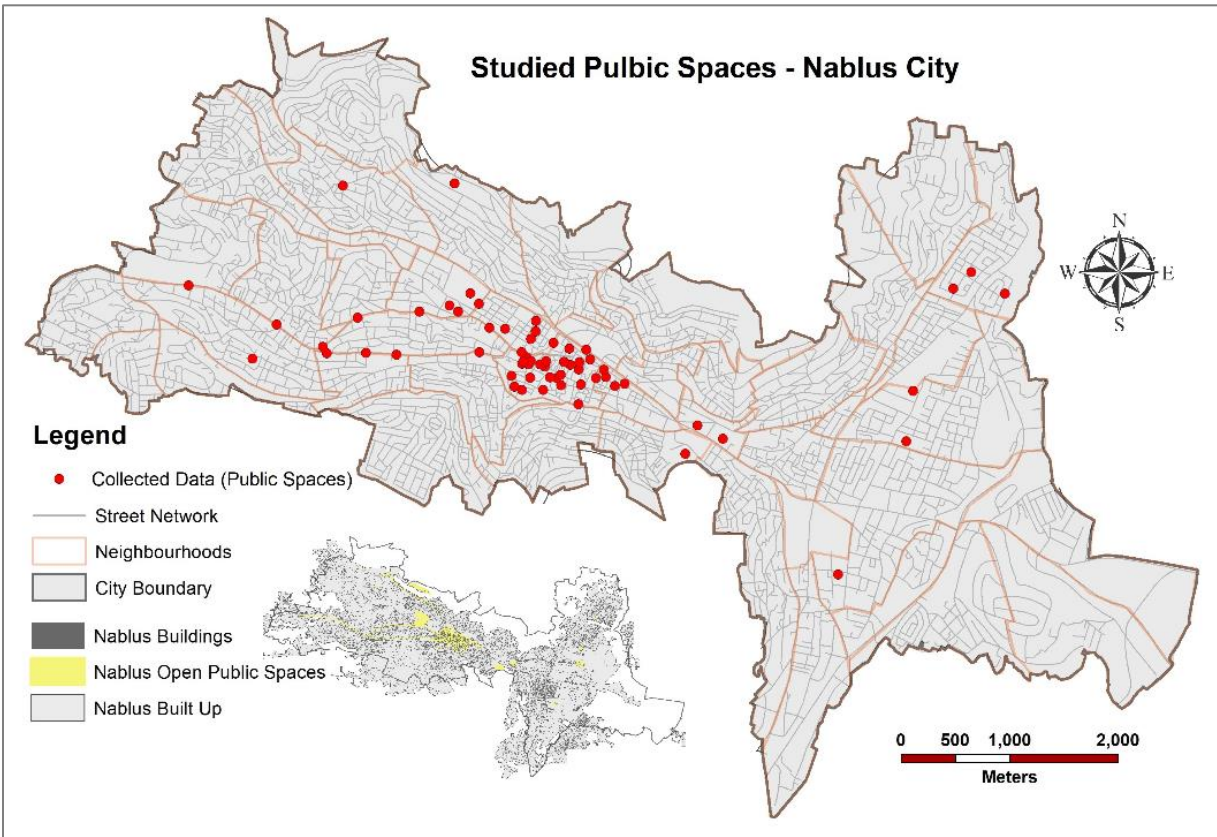 Studied Pulbic Spaces - Nablus City
N
W E
S
Legend
Collected Data (Public Spaces)
Street Network
Neighbourhoods
City Boundary
Nablus Buildings
Nablus Open Public Spaces
Nablus Built Up
0 500 1,000 2,000
Meters